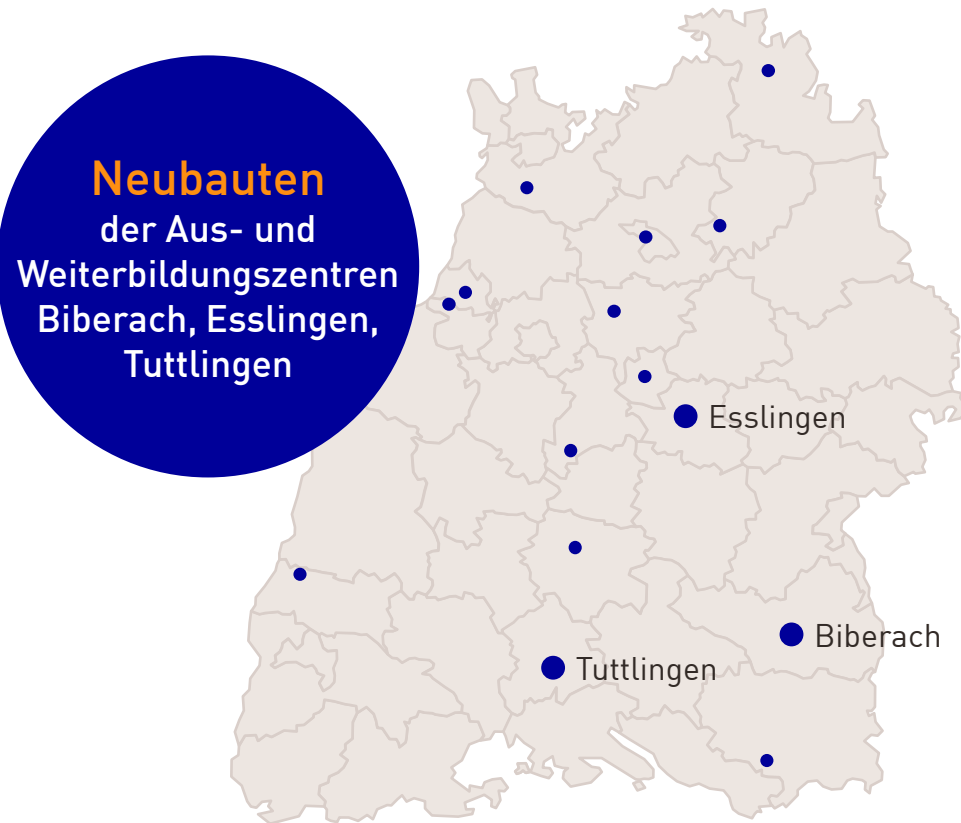 Neubauten
der Aus- und
Weiterbildungszentren
Biberach, Esslingen,
Tuttlingen
Esslingen
Biberach
Tuttlingen